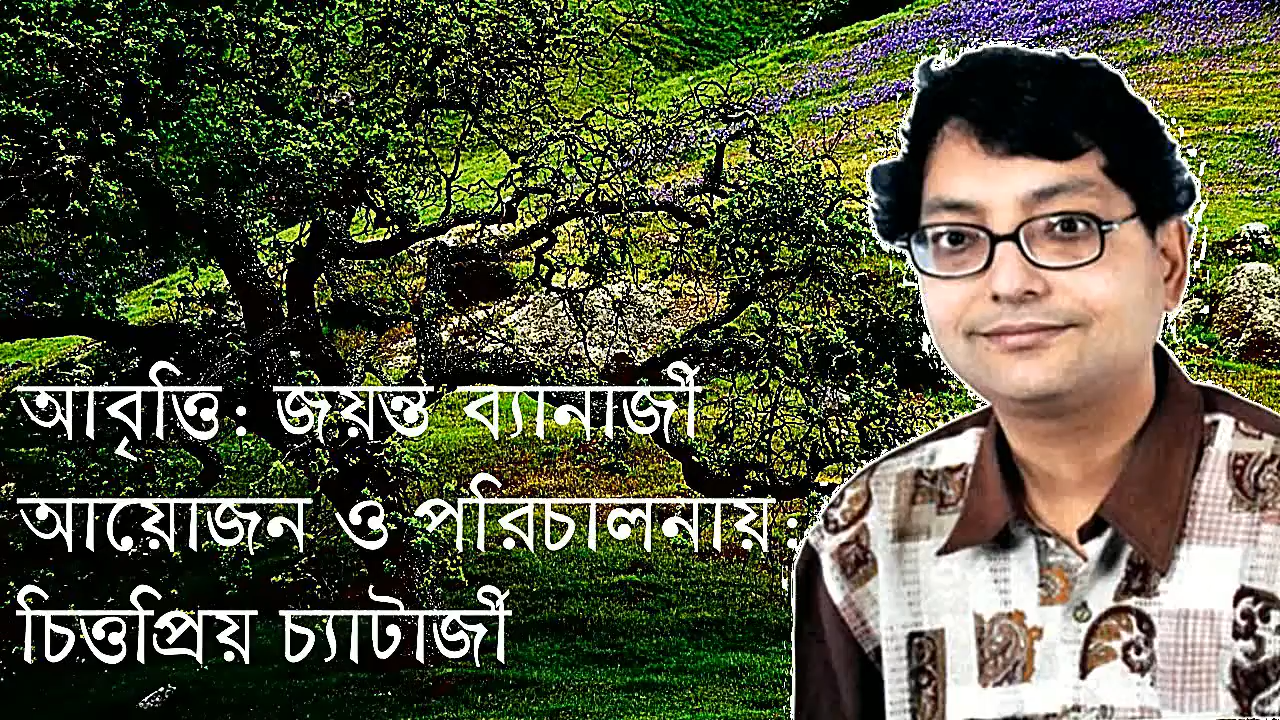 আবৃত্তি: জয়ন্ত ব্যানার্জী
আয়োজন ও পরিচালনায়:
চিত্তপ্রিয় চ্যাটার্জী